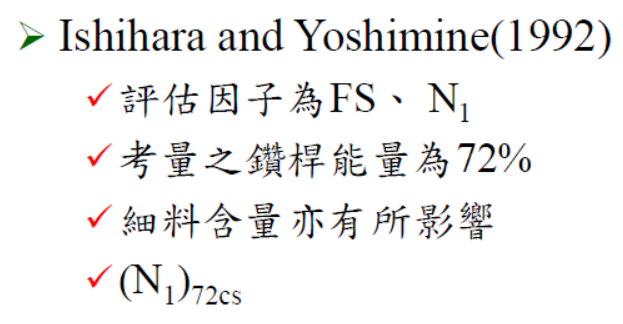 ➢ Ishihara and Yoshimine(1992)
✓ 評估因子為FS、 N₁
✓ 考量之鑽桿能量為72%
✓ 細料含量亦有所影響
✓ (N₁)₇₂cs